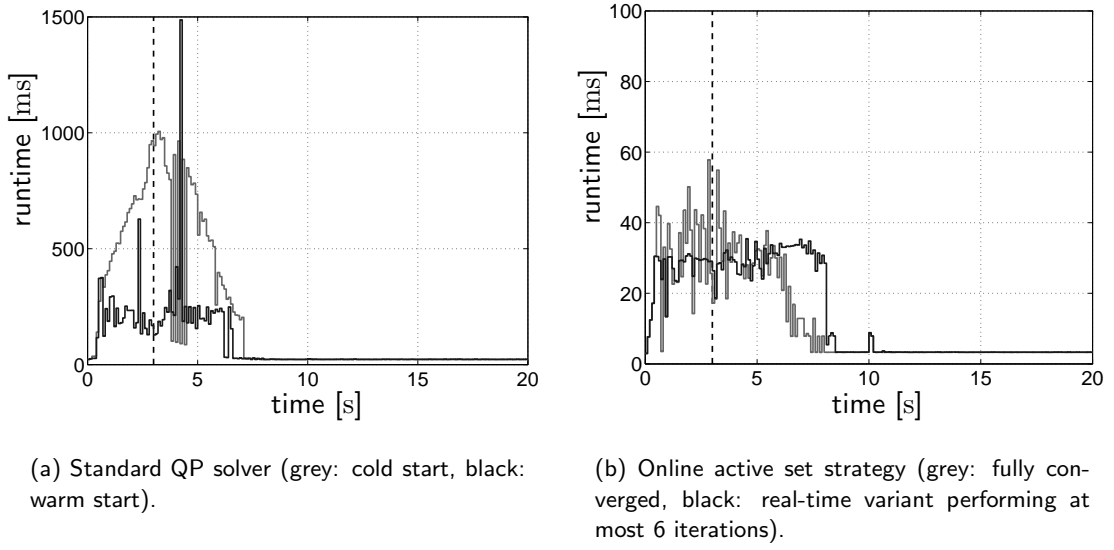 1500
1000
500
0
runtime [ms]
0
5
10
15
20
time [s]
100
80
60
40
20
0
runtime [ms]
0
5
10
15
20
time [s]
(a) Standard QP solver (grey: cold start, black:
warm start).
(b) Online active set strategy (grey: fully con-
verged, black: real-time variant performing at
most 6 iterations).